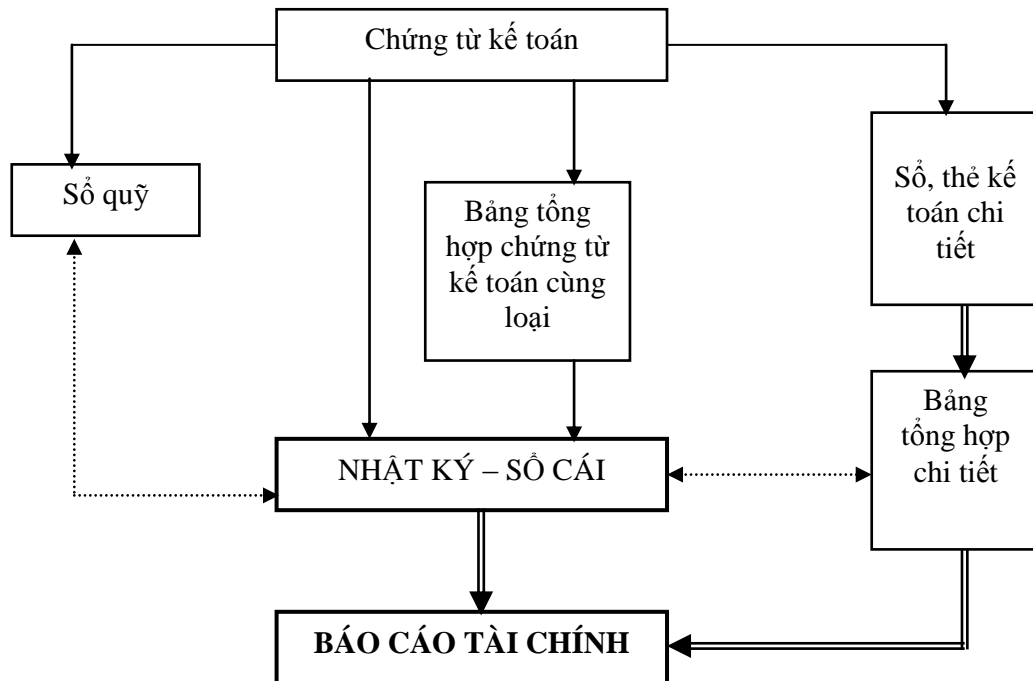 Chứng từ kế toán
Sổ quỹ
Bảng tổng
hợp chứng từ
kế toán cùng
loại
Sổ, thẻ kế
toán chi
tiết
Bảng
tổng hợp
chi tiết
NHẬT KÝ – SỔ CÁI
BÁO CÁO TÀI CHÍNH